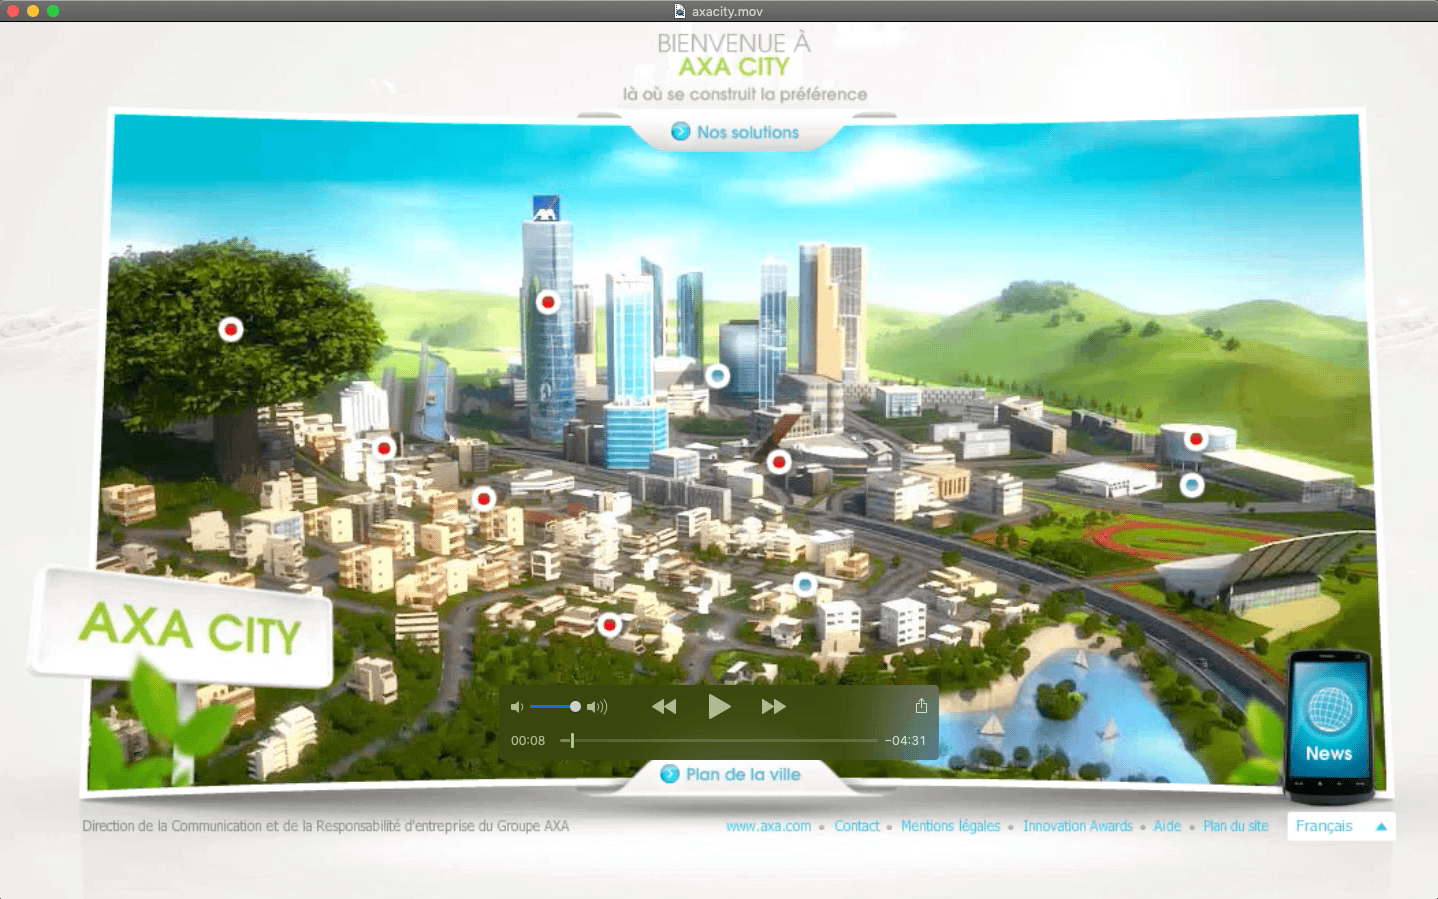 axacity.mov
BIENVENUE À
AXA CITY
là où se construit la préférence
Nos solutions
AXA CITY
00:08
-04:31
News
Plan de la ville
Direction de la Communication et de la Responsabilité d'entreprise du Groupe AXA
www.axa.com • Contact • Mentions légales • Innovation Awards • Aide • Plan du site
Français